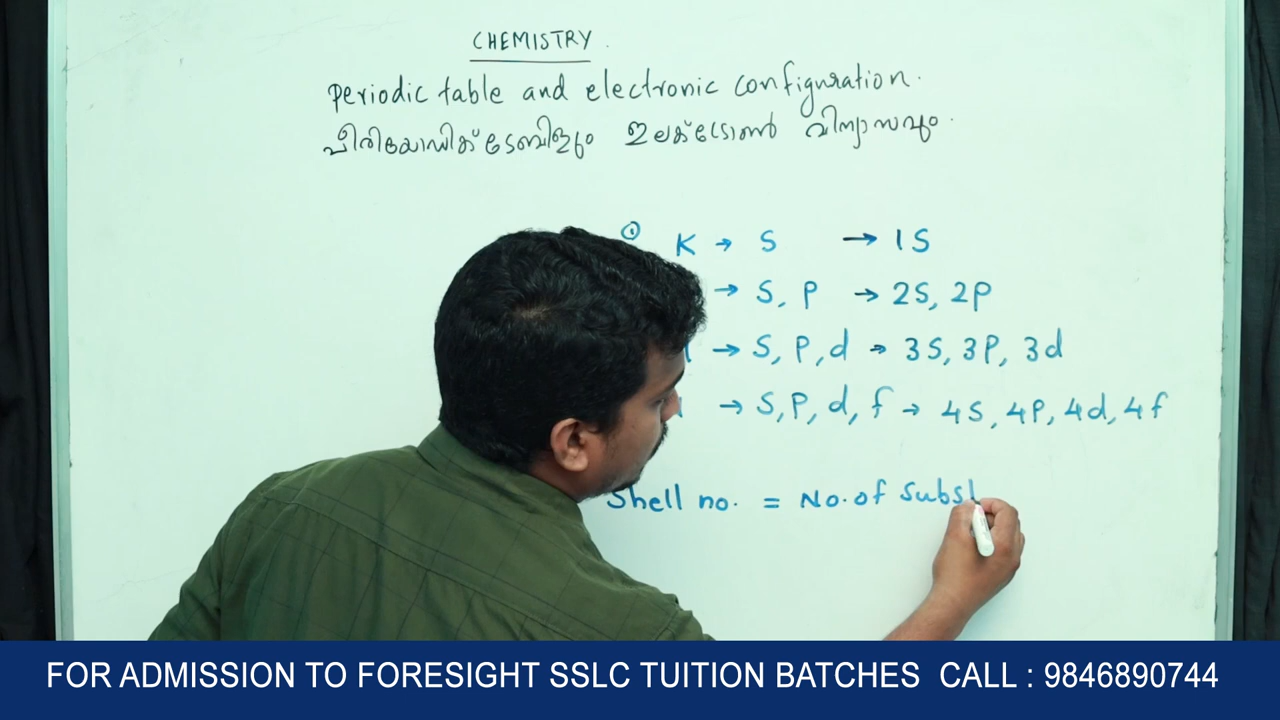 CHEMISTRY.
Periodic table and electronic configuration.
പീരിയോഡിക് ടേബിളും ഇലക്ട്രോൺ വിന്യാസവും.
① K → S → 1S
→ S, P → 2S, 2P
→ S, P, d → 3S, 3P, 3d
→ S, P, d, f → 4S, 4P, 4d, 4f
Shell no. = No. of Subsh
FOR ADMISSION TO FORESIGHT SSLC TUITION BATCHES CALL : 9846890744